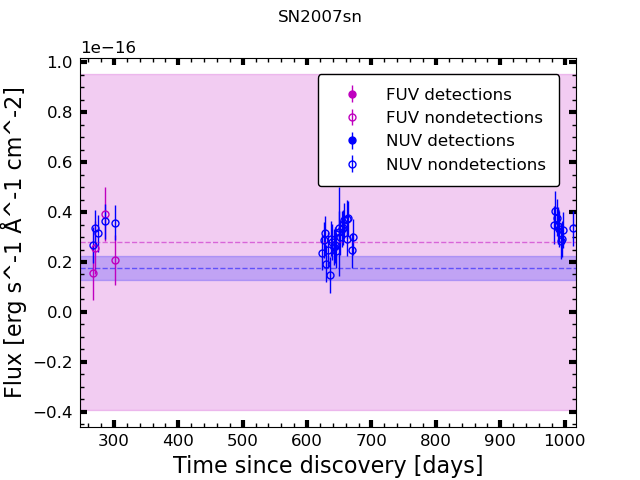 SN2007sn
1e−16
1.0
0.8
0.6
0.4
0.2
0.0
−0.2
−0.4
Flux [erg s^-1 Å^-1 cm^-2]
FUV detections
FUV nondetections
NUV detections
NUV nondetections
300 400 500 600 700 800 900 1000
Time since discovery [days]